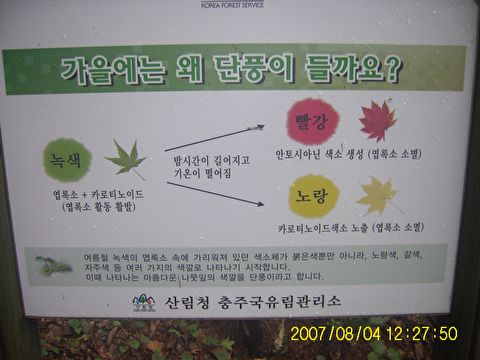 KOREA FOREST SERVICE
가을에는 왜 단풍이 들까요?
녹색
엽록소 + 카로티노이드
(엽록소 활동 활발)
밤시간이 길어지고
기온이 떨어짐
빨강
안토시아닌 색소 생성 (엽록소 소멸)
노랑
카로티노이드색소 노출 (엽록소 소멸)
여름철 녹색의 엽록소 속에 가리워져 있던 색소체가 붉은색뿐만 아니라, 노랑색, 갈색,
자주색 등 여러 가지의 색깔로 나타나기 시작합니다.
이때 나타나는 아름다운 나뭇잎의 색깔을 단풍이라고 합니다.
산림청 충주국유림관리소
2007/08/04 12:27:50